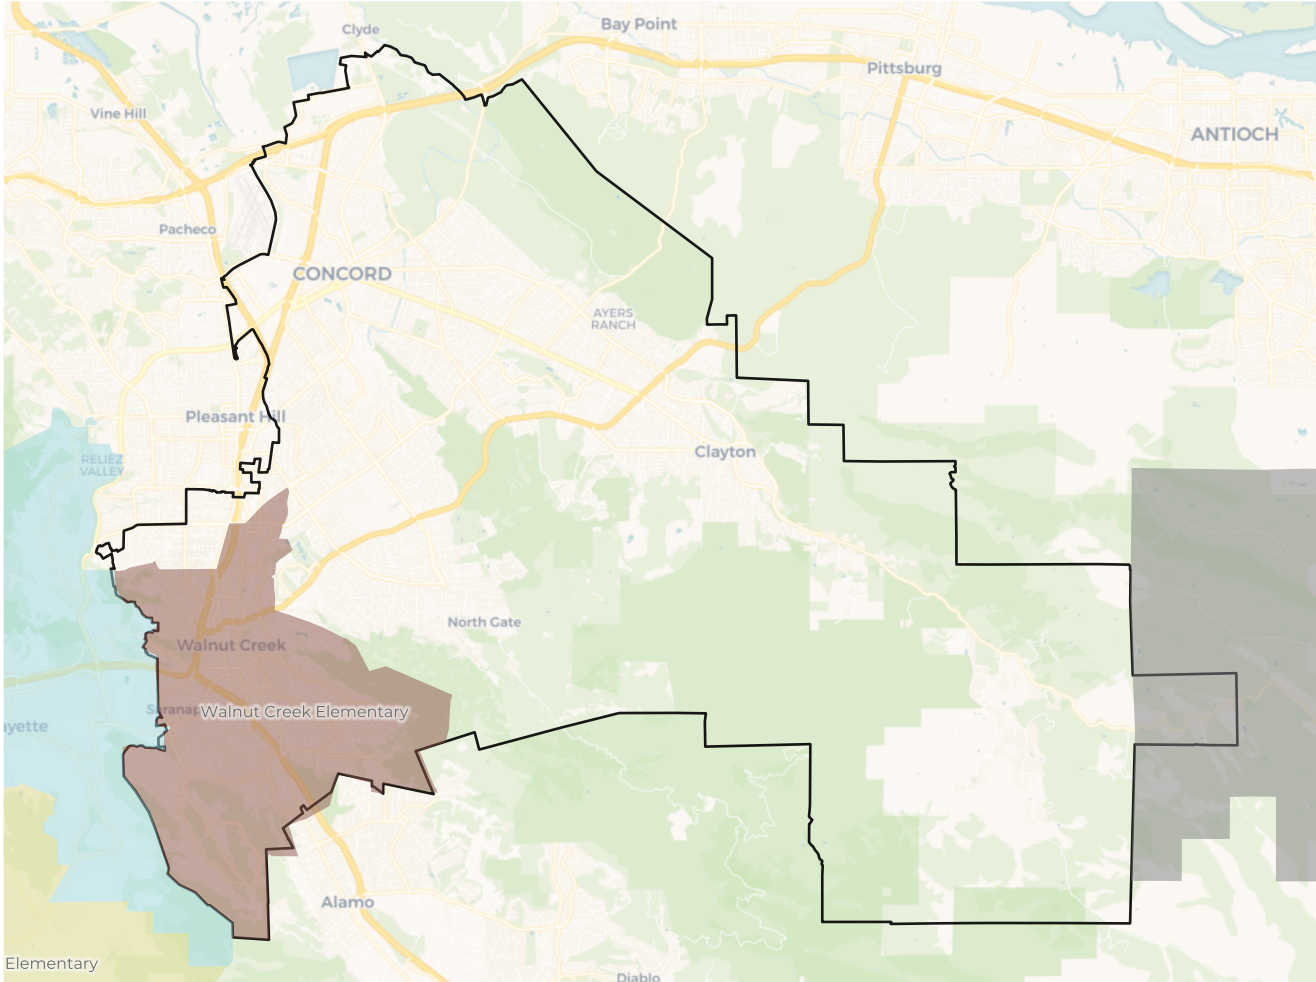 Clyde
Bay Point
Pittsburg
Vine Hill
ANTIOCH
Pacheco
CONCORD
AYERS
RANCH
Pleasant Hill
Clayton
RELIEZ
VALLEY
North Gate
Walnut Creek
Saranap
Walnut Creek Elementary
ayette
Alamo
Elementary
Diablo